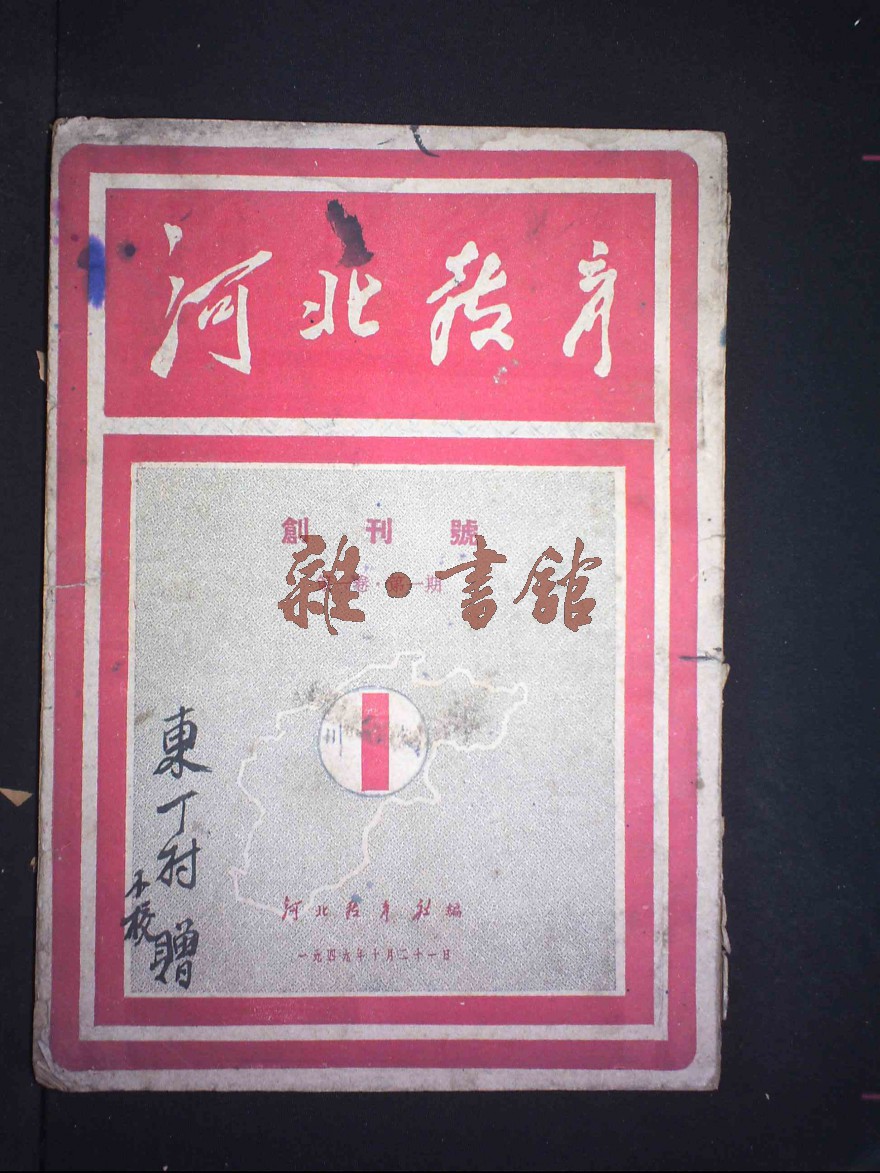 河北教育
創刊號
第一卷·第一期
雜·書館
1
河北教育社編
一九四九年十月二十一日
東丁村
小校
贈